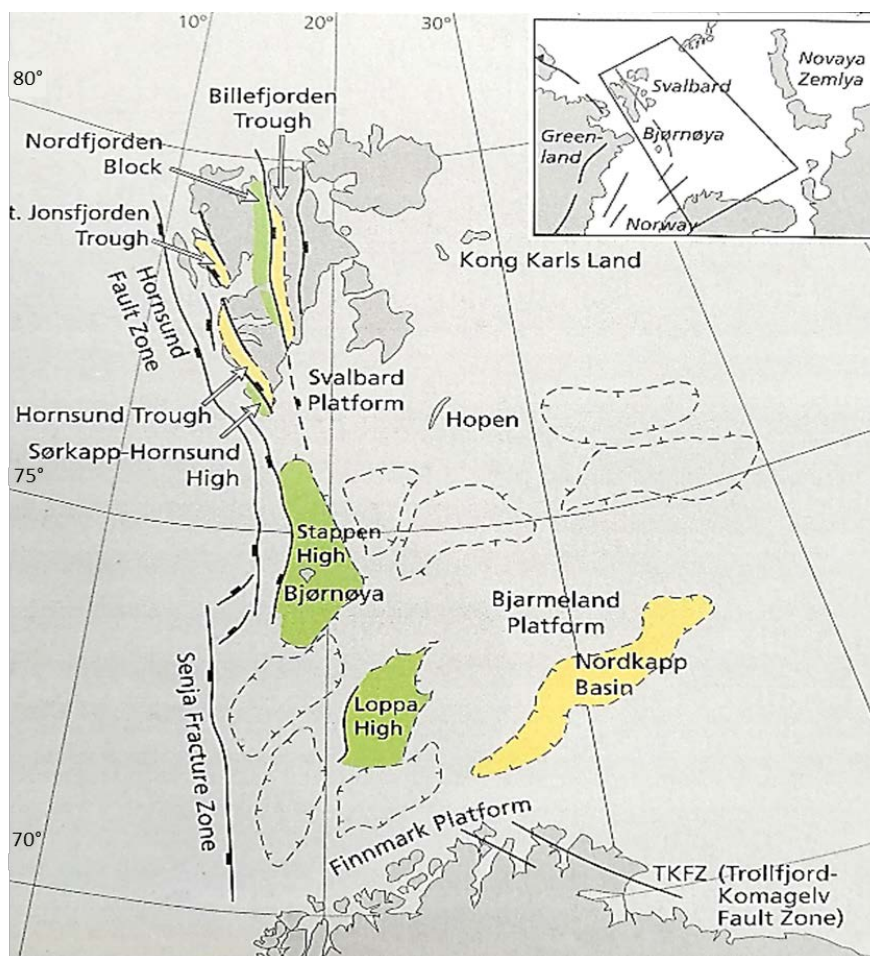 10°
20°
30°
80°
Billefjorden
Trough
Nordfjorden
Block
t. Jonsfjorden
Trough
Hornsund
Fault Zone
Kong Karls Land
Svalbard
Platform
Hopen
Hornsund Trough
Sørkapp-Hornsund
High
75°
Stappen
High
Bjørnøya
Bjarmeland
Platform
Nordkapp
Basin
Loppa
High
Senja Fracture Zone
70°
Finnmark Platform
TKFZ (Trollfjord-
Komagelv
Fault Zone)
Svalbard
Novaya
Zemlya
Green-
land
Bjørnøya
Norway